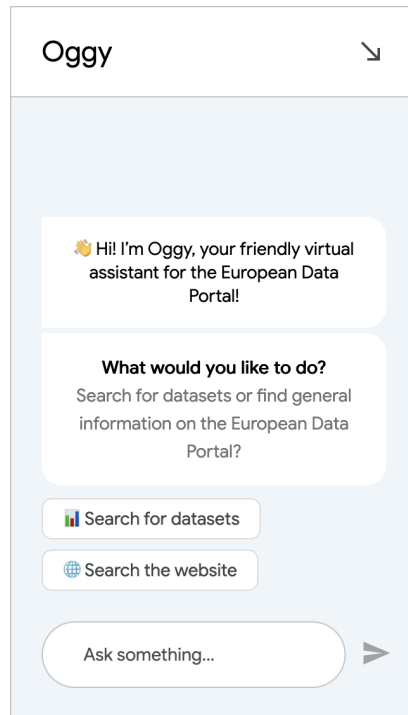 Oggy
👋 Hi! I'm Oggy, your friendly virtual
assistant for the European Data
Portal!
What would you like to do?
Search for datasets or find general
information on the European Data
Portal?
📊 Search for datasets
🌐 Search the website
Ask something...